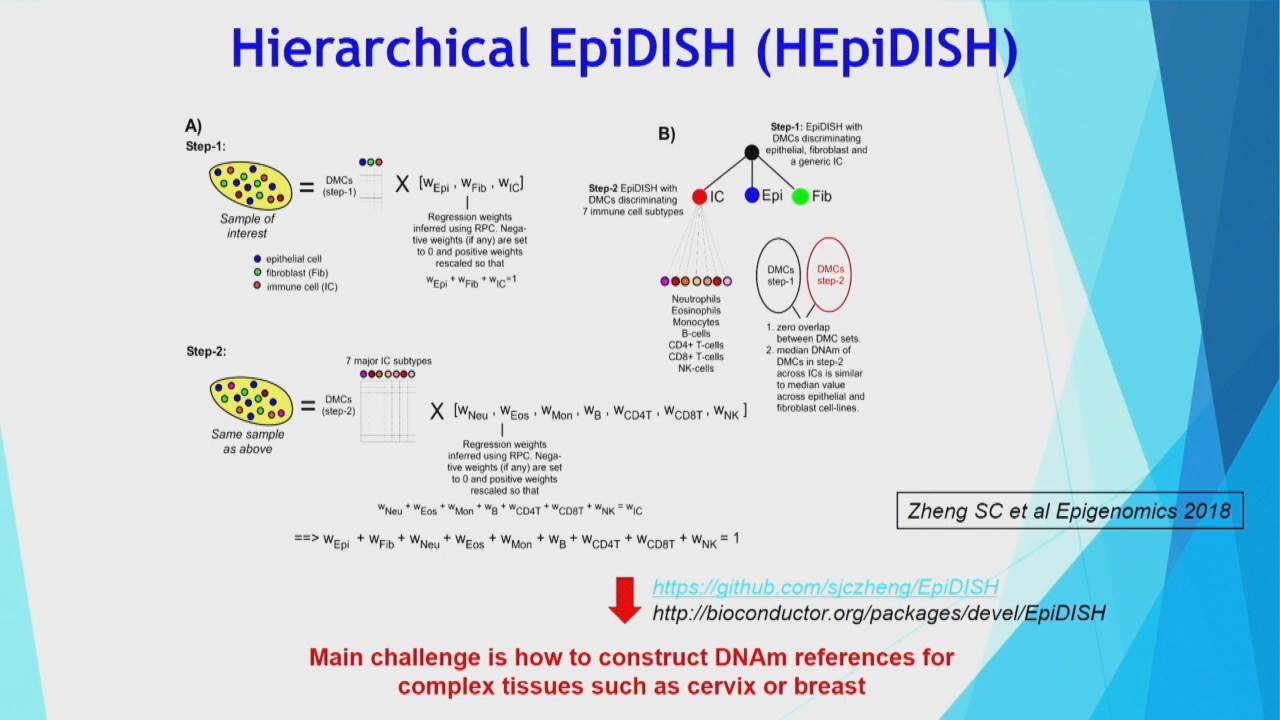 Hierarchical EpiDISH (HEpiDISH)
A)
Step-1:
Sample of
interest
=
DMCs
(step-1)
X
[wEpi , wFib , wIC]
Regression weights
inferred using RPC. Nega-
tive weights (if any) are set
to 0 and positive weights
rescaled so that
wEpi + wFib + wIC=1
epithelial cell
fibroblast (Fib)
immune cell (IC)
Step-2:
7 major IC subtypes
Same sample
as above
=
DMCs
(step-2)
X
[wNeu , wEos , wMon , wB , wCD4T , wCD8T , wNK ]
Regression weights
inferred using RPC. Nega-
tive weights (if any) are set
to 0 and positive weights
rescaled so that
wNeu + wEos + wMon + wB + wCD4T + wCD8T + wNK = wIC
==> wEpi + wFib + wNeu + wEos + wMon + wB + wCD4T + wCD8T + wNK = 1
B)
Step-1: EpiDISH with
DMCs discriminating
epithelial, fibroblast and
a generic IC
Step-2 EpiDISH with
DMCs discriminating
7 immune cell subtypes
IC
Epi
Fib
Neutrophils
Eosinophils
Monocytes
B-cells
CD4+ T-cells
CD8+ T-cells
NK-cells
DMCs
step-1
DMCs
step-2
1. zero overlap
between DMC sets.
2. median DNAm of
DMCs in step-2
across ICs is similar
to median value
across epithelial and
fibroblast cell-lines.
Zheng SC et al Epigenomics 2018
https://github.com/sjczheng/EpiDISH
http://bioconductor.org/packages/devel/EpiDISH
Main challenge is how to construct DNAm references for
complex tissues such as cervix or breast